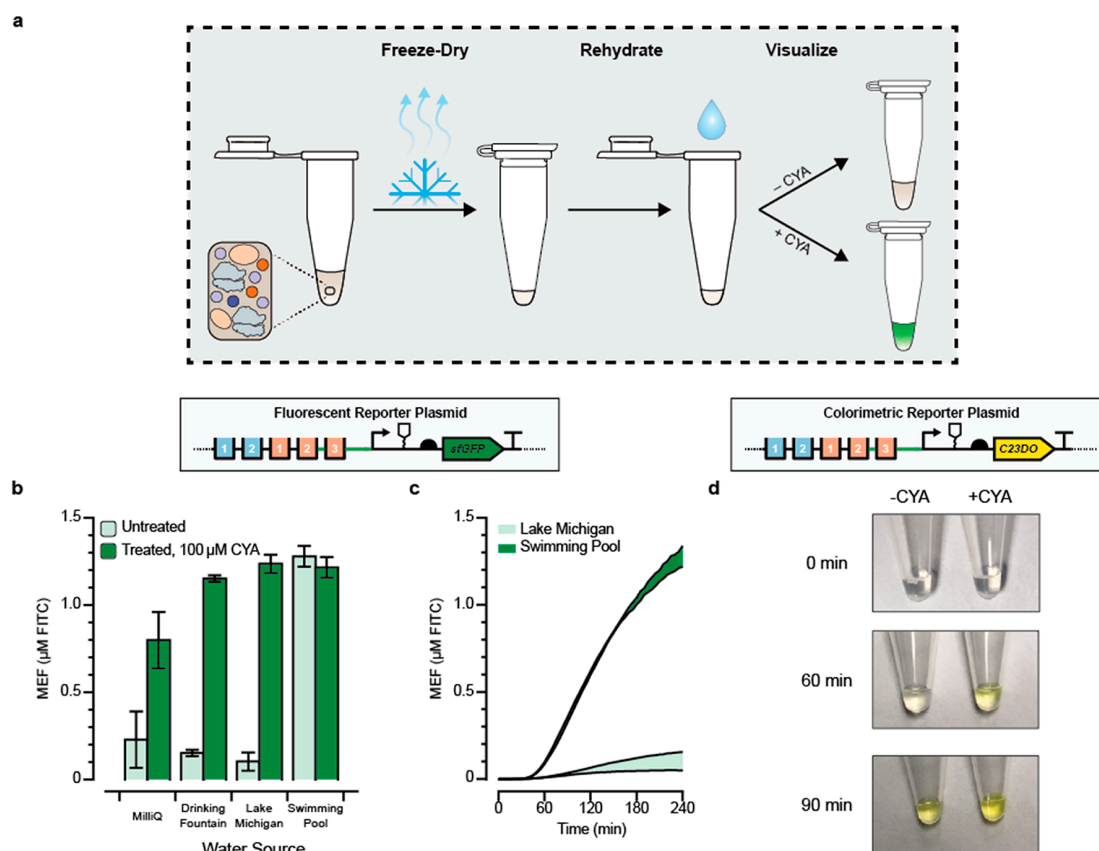 a
Freeze-Dry
Rehydrate
Visualize
– CYA
+ CYA
Fluorescent Reporter Plasmid
1 2 1 2 3 sfGFP
Colorimetric Reporter Plasmid
1 2 1 2 3 C23DO
b
Untreated
Treated, 100 µM CYA
MEF (µM FITC)
1.5
1.0
0.5
0
MilliQ
Drinking
Fountain
Lake
Michigan
Swimming
Pool
Water Source
c
Lake Michigan
Swimming Pool
MEF (µM FITC)
1.5
1.0
0.5
0
0 60 120 180 240
Time (min)
d
-CYA +CYA
0 min
60 min
90 min